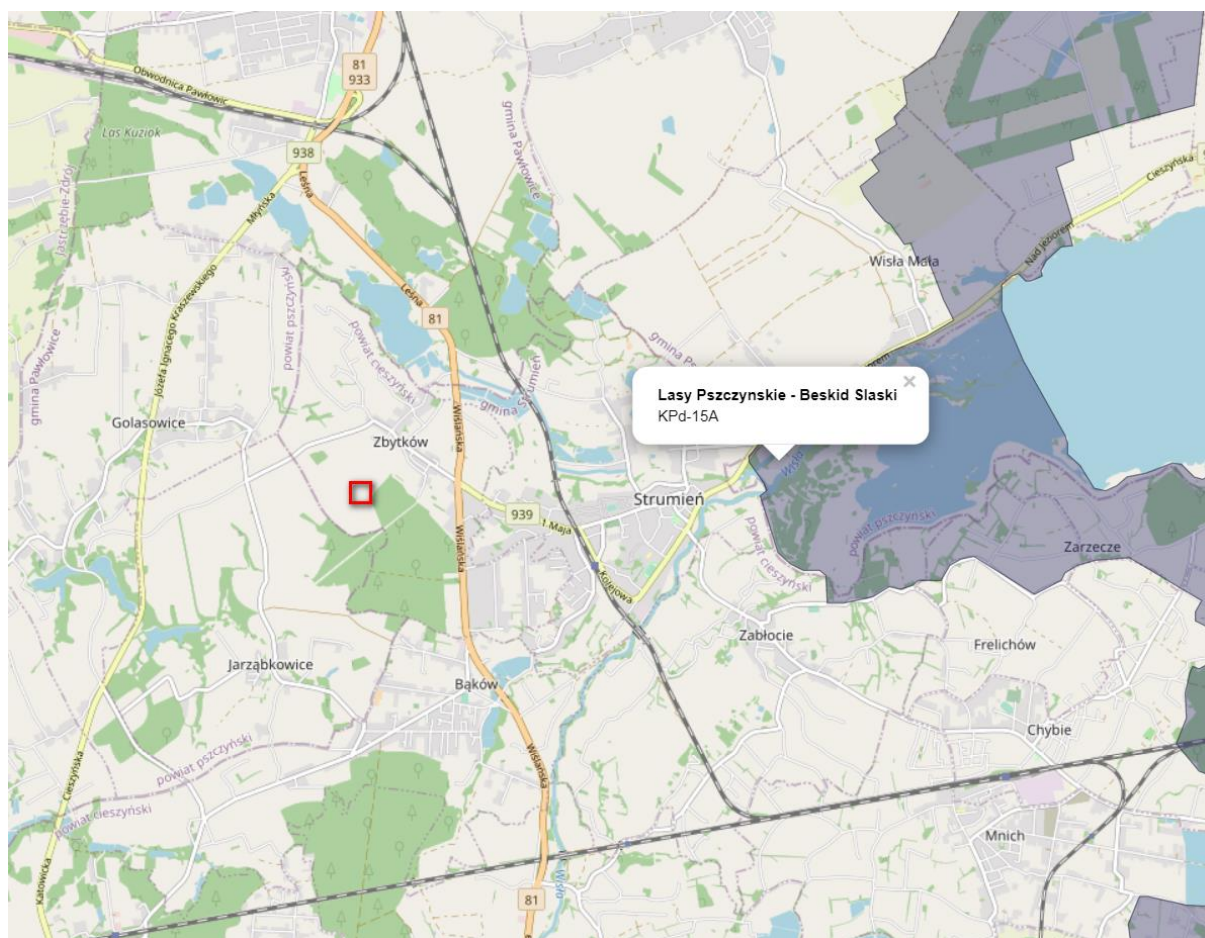 Obwodnica Pawłowic
81
933
Las Kuziok
938
Leśna
Młyńska
Jastrzębie-Zdrój
gmina Pawłowice
gmina Pawłowice
Cieszyńska
Nad Jeziorem
Wisła Mała
Józefa Ignacego Kraszewskiego
powiat pszczyński
powiat cieszyński
Leśna
81
gmina Strumień
Lasy Pszczynskie - Beskid Slaski
×
KPd-15A
Golasowice
Zbytków
Wiślańska
Wiślańska
939
1 Maja
Strumień
Wisła
powiat pszczyński
powiat cieszyński
Zarzecze
Kolejowa
Zabłocie
Frelichów
Jarząbkowice
Bąków
Chybie
powiat pszczyński
powiat cieszyński
Cieszyńska
Wiślańska
Mnich
Katowicka
Wisła
81